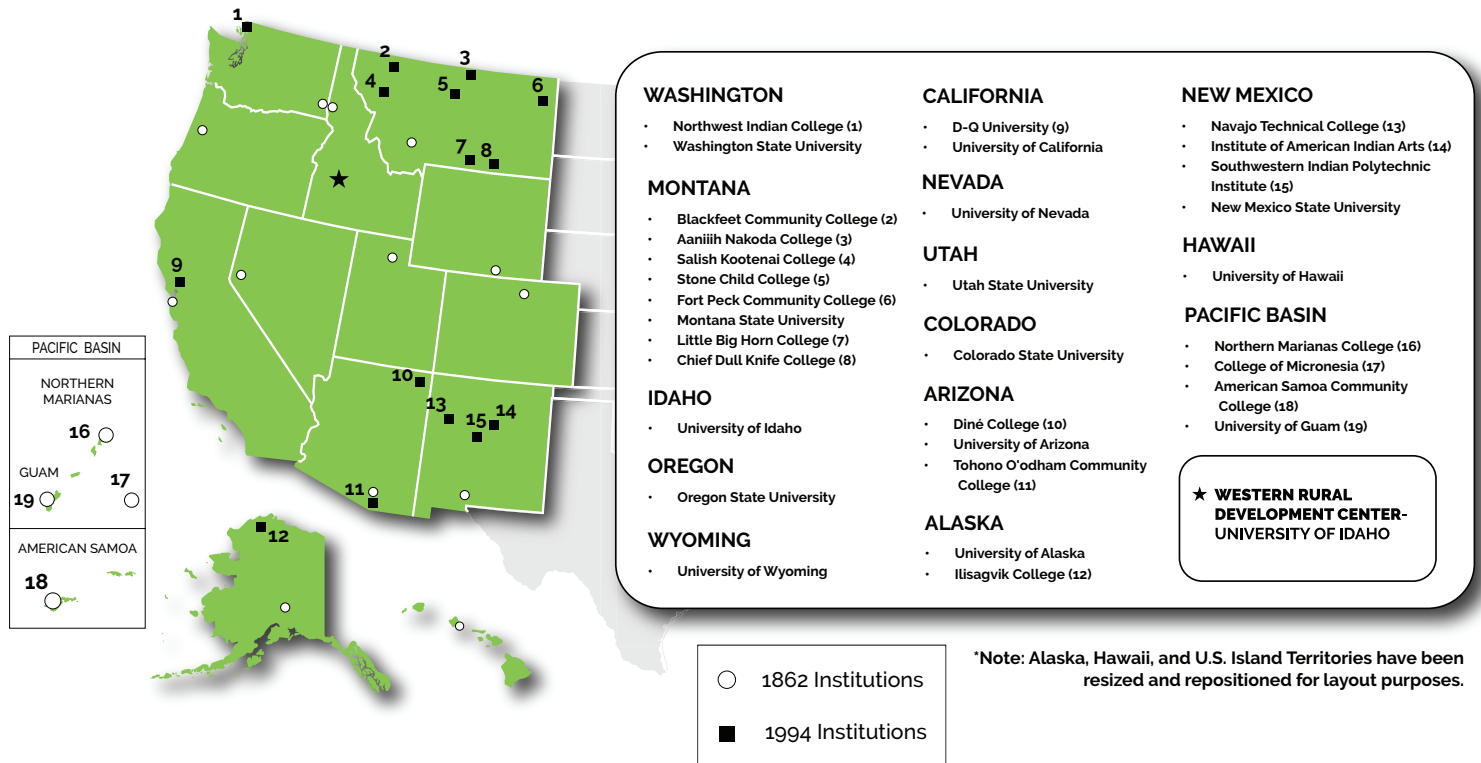 1
2
3
4
5
6
7
8
9
10
13
14
15
11
12
PACIFIC BASIN
NORTHERN
MARIANAS
16
GUAM
17
19
AMERICAN SAMOA
18
WASHINGTON
· Northwest Indian College (1)
· Washington State University
MONTANA
· Blackfeet Community College (2)
· Aaniiih Nakoda College (3)
· Salish Kootenai College (4)
· Stone Child College (5)
· Fort Peck Community College (6)
· Montana State University
· Little Big Horn College (7)
· Chief Dull Knife College (8)
IDAHO
· University of Idaho
OREGON
· Oregon State University
WYOMING
· University of Wyoming
CALIFORNIA
· D-Q University (9)
· University of California
NEVADA
· University of Nevada
UTAH
· Utah State University
COLORADO
· Colorado State University
ARIZONA
· Diné College (10)
· University of Arizona
· Tohono O'odham Community
College (11)
ALASKA
· University of Alaska
· Ilisagvik College (12)
NEW MEXICO
· Navajo Technical College (13)
· Institute of American Indian Arts (14)
· Southwestern Indian Polytechnic
Institute (15)
· New Mexico State University
HAWAII
· University of Hawaii
PACIFIC BASIN
· Northern Marianas College (16)
· College of Micronesia (17)
· American Samoa Community
College (18)
· University of Guam (19)
★ WESTERN RURAL
DEVELOPMENT CENTER-
UNIVERSITY OF IDAHO
1862 Institutions
1994 Institutions
*Note: Alaska, Hawaii, and U.S. Island Territories have been
resized and repositioned for layout purposes.